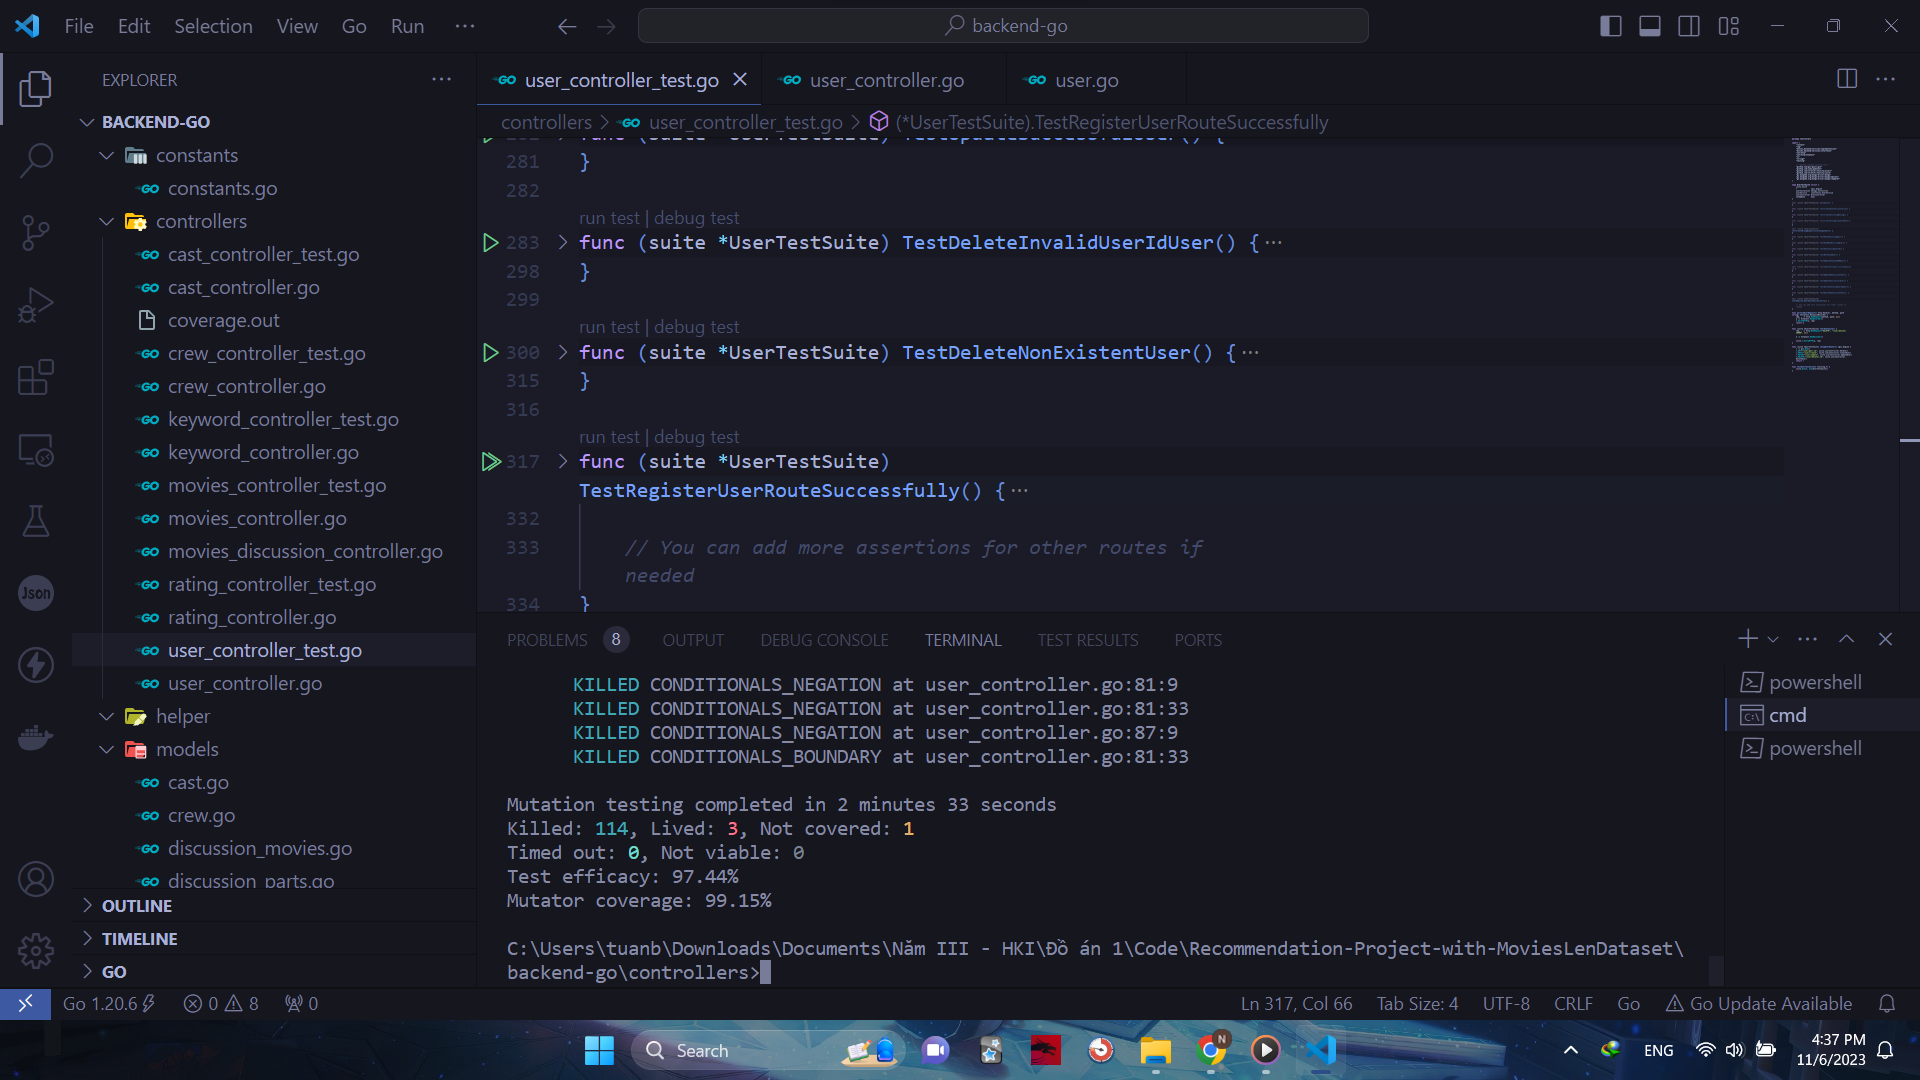 File Edit Selection View Go Run ···
backend-go
EXPLORER
BACKEND-GO
constants
constants.go
controllers
cast_controller_test.go
cast_controller.go
coverage.out
crew_controller_test.go
crew_controller.go
keyword_controller_test.go
keyword_controller.go
movies_controller_test.go
movies_controller.go
movies_discussion_controller.go
rating_controller_test.go
rating_controller.go
user_controller_test.go
user_controller.go
helper
models
cast.go
crew.go
discussion_movies.go
discussion_parts.go
OUTLINE
TIMELINE
GO
Json
user_controller_test.go user_controller.go user.go
controllers > user_controller_test.go > (*UserTestSuite).TestRegisterUserRouteSuccessfully
281 }
282
run test | debug test
283 func (suite *UserTestSuite) TestDeleteInvalidUserIdUser() {···
298 }
299
run test | debug test
300 func (suite *UserTestSuite) TestDeleteNonExistentUser() {···
315 }
316
run test | debug test
317 func (suite *UserTestSuite)
TestRegisterUserRouteSuccessfully() {···
332
333 // You can add more assertions for other routes if
needed
334 }
PROBLEMS 8 OUTPUT DEBUG CONSOLE TERMINAL TEST RESULTS PORTS
KILLED CONDITIONALS_NEGATION at user_controller.go:81:9
KILLED CONDITIONALS_NEGATION at user_controller.go:81:33
KILLED CONDITIONALS_NEGATION at user_controller.go:87:9
KILLED CONDITIONALS_BOUNDARY at user_controller.go:81:33
Mutation testing completed in 2 minutes 33 seconds
Killed: 114, Lived: 3, Not covered: 1
Timed out: 0, Not viable: 0
Test efficacy: 97.44%
Mutator coverage: 99.15%
C:\Users\tuanb\Downloads\Documents\Năm III - HKI\Đồ án 1\Code\Recommendation-Project-with-MoviesLenDataset\
backend-go\controllers>
powershell
cmd
powershell
Go 1.20.6 0 8 0
Ln 317, Col 66 Tab Size: 4 UTF-8 CRLF Go Go Update Available
Search
N
ENG
4:37 PM
11/6/2023